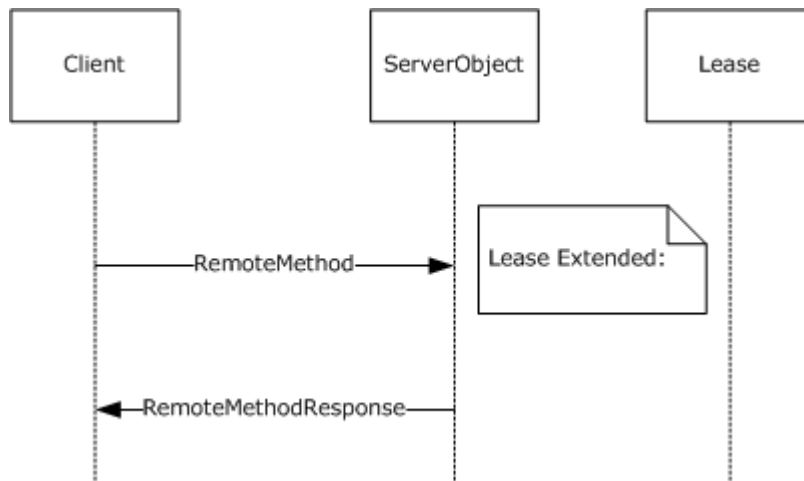 Client
ServerObject
Lease
RemoteMethod
Lease Extended:
RemoteMethodResponse